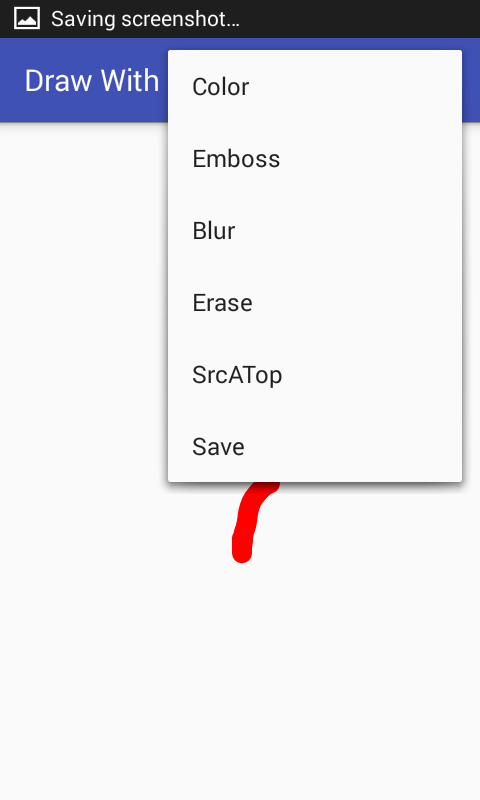 Saving screenshot...
Draw With
Color
Emboss
Blur
Erase
SrcATop
Save